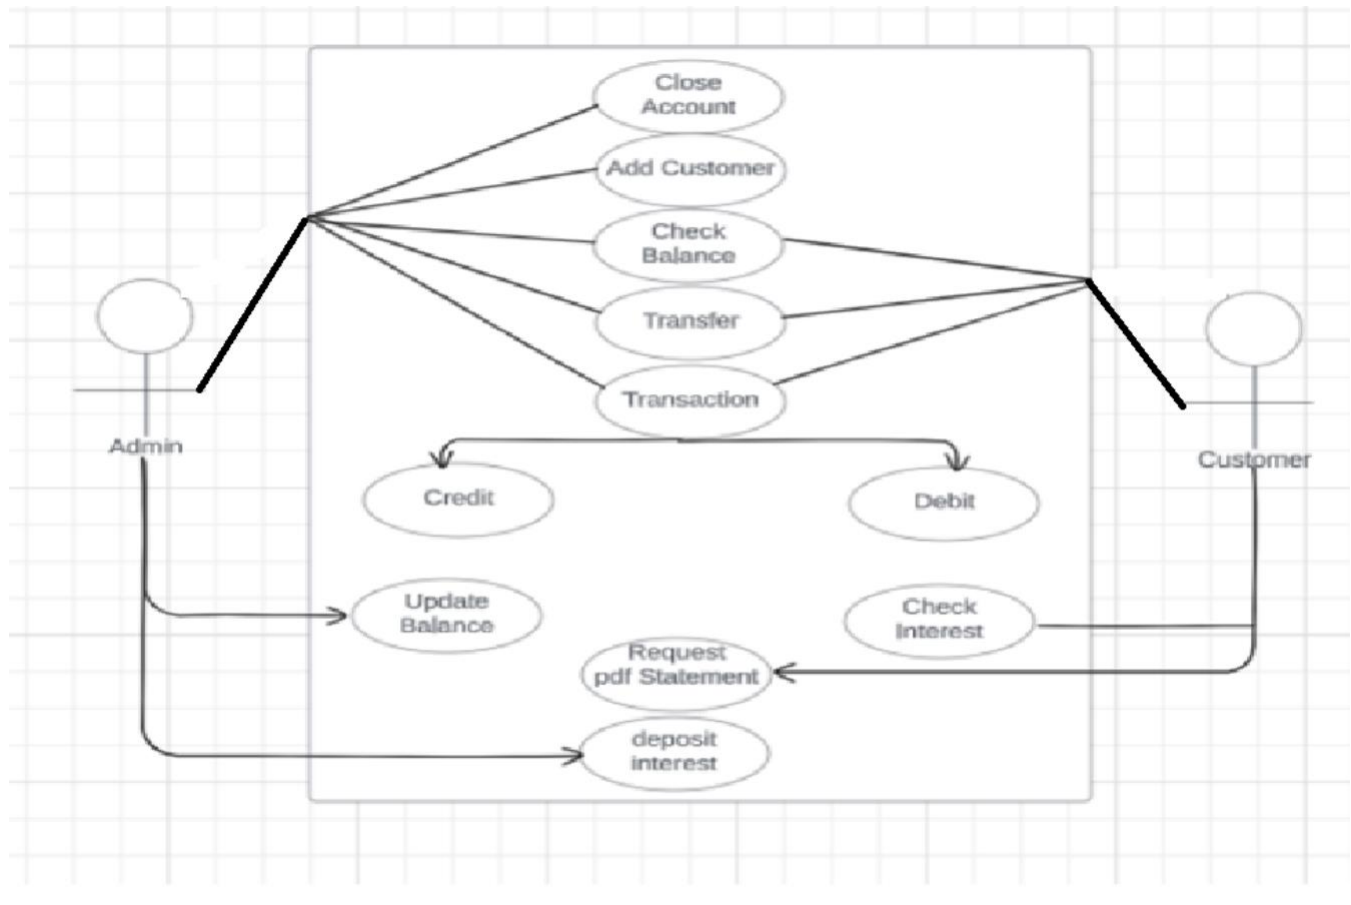 Close
Account
Add Customer
Check
Balance
Transfer
Transaction
Admin
Customer
Credit
Debit
Update
Balance
Check
Interest
Request
pdf Statement
deposit
interest